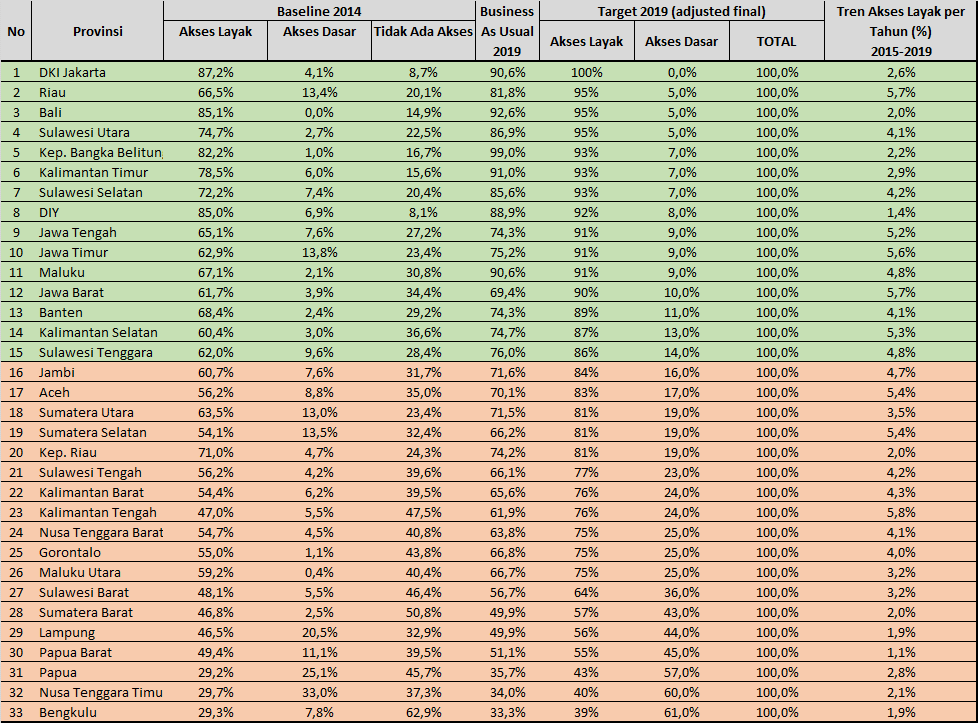 No Provinsi Baseline 2014 Business As Usual 2019 Target 2019 (adjusted final) Tren Akses Layak per Tahun (%) 2015-2019
Akses Layak Akses Dasar Tidak Ada Akses Akses Layak Akses Dasar TOTAL
1 DKI Jakarta 87,2% 4,1% 8,7% 90,6% 100% 0,0% 100,0% 2,6%
2 Riau 66,5% 13,4% 20,1% 81,8% 95% 5,0% 100,0% 5,7%
3 Bali 85,1% 0,0% 14,9% 92,6% 95% 5,0% 100,0% 2,0%
4 Sulawesi Utara 74,7% 2,7% 22,5% 86,9% 95% 5,0% 100,0% 4,1%
5 Kep. Bangka Belitun 82,2% 1,0% 16,7% 99,0% 93% 7,0% 100,0% 2,2%
6 Kalimantan Timur 78,5% 6,0% 15,6% 91,0% 93% 7,0% 100,0% 2,9%
7 Sulawesi Selatan 72,2% 7,4% 20,4% 85,6% 93% 7,0% 100,0% 4,2%
8 DIY 85,0% 6,9% 8,1% 88,9% 92% 8,0% 100,0% 1,4%
9 Jawa Tengah 65,1% 7,6% 27,2% 74,3% 91% 9,0% 100,0% 5,2%
10 Jawa Timur 62,9% 13,8% 23,4% 75,2% 91% 9,0% 100,0% 5,6%
11 Maluku 67,1% 2,1% 30,8% 90,6% 91% 9,0% 100,0% 4,8%
12 Jawa Barat 61,7% 3,9% 34,4% 69,4% 90% 10,0% 100,0% 5,7%
13 Banten 68,4% 2,4% 29,2% 74,3% 89% 11,0% 100,0% 4,1%
14 Kalimantan Selatan 60,4% 3,0% 36,6% 74,7% 87% 13,0% 100,0% 5,3%
15 Sulawesi Tenggara 62,0% 9,6% 28,4% 76,0% 86% 14,0% 100,0% 4,8%
16 Jambi 60,7% 7,6% 31,7% 71,6% 84% 16,0% 100,0% 4,7%
17 Aceh 56,2% 8,8% 35,0% 70,1% 83% 17,0% 100,0% 5,4%
18 Sumatera Utara 63,5% 13,0% 23,4% 71,5% 81% 19,0% 100,0% 3,5%
19 Sumatera Selatan 54,1% 13,5% 32,4% 66,2% 81% 19,0% 100,0% 5,4%
20 Kep. Riau 71,0% 4,7% 24,3% 74,2% 81% 19,0% 100,0% 2,0%
21 Sulawesi Tengah 56,2% 4,2% 39,6% 66,1% 77% 23,0% 100,0% 4,2%
22 Kalimantan Barat 54,4% 6,2% 39,5% 65,6% 76% 24,0% 100,0% 4,3%
23 Kalimantan Tengah 47,0% 5,5% 47,5% 61,9% 76% 24,0% 100,0% 5,8%
24 Nusa Tenggara Barat 54,7% 4,5% 40,8% 63,8% 75% 25,0% 100,0% 4,1%
25 Gorontalo 55,0% 1,1% 43,8% 66,8% 75% 25,0% 100,0% 4,0%
26 Maluku Utara 59,2% 0,4% 40,4% 66,7% 75% 25,0% 100,0% 3,2%
27 Sulawesi Barat 48,1% 5,5% 46,4% 56,7% 64% 36,0% 100,0% 3,2%
28 Sumatera Barat 46,8% 2,5% 50,8% 49,9% 57% 43,0% 100,0% 2,0%
29 Lampung 46,5% 20,5% 32,9% 49,9% 56% 44,0% 100,0% 1,9%
30 Papua Barat 49,4% 11,1% 39,5% 51,1% 55% 45,0% 100,0% 1,1%
31 Papua 29,2% 25,1% 45,7% 35,7% 43% 57,0% 100,0% 2,8%
32 Nusa Tenggara Timu 29,7% 33,0% 37,3% 34,0% 40% 60,0% 100,0% 2,1%
33 Bengkulu 29,3% 7,8% 62,9% 33,3% 39% 61,0% 100,0% 1,9%